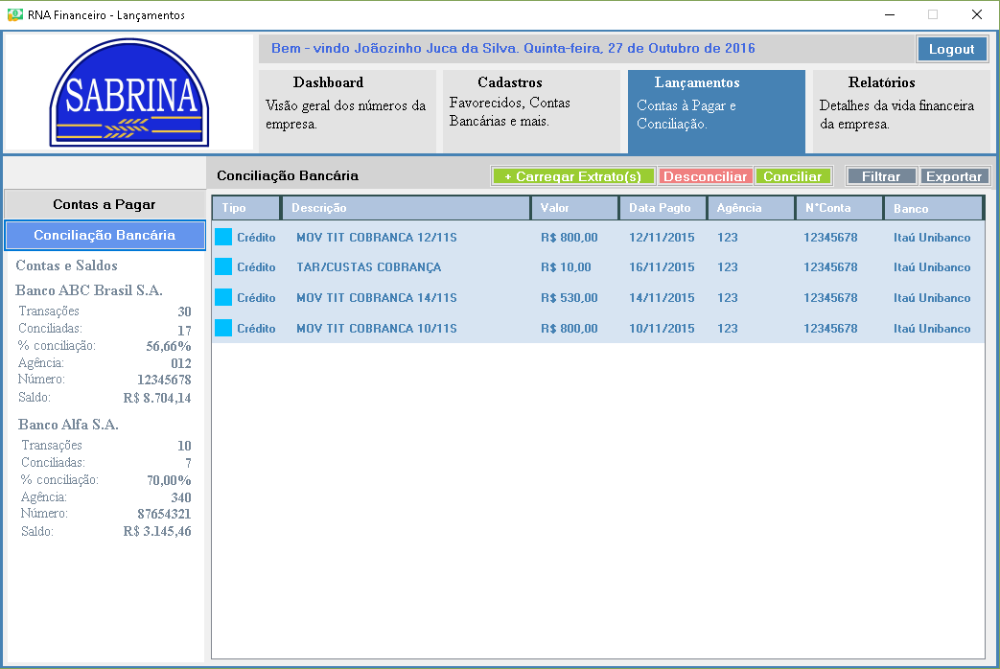 RNA Financeiro - Lançamentos
SABRINA
Bem - vindo Joãozinho Juca da Silva. Quinta-feira, 27 de Outubro de 2016
Logout
Dashboard
Visão geral dos números da
empresa.
Cadastros
Favorecidos, Contas
Bancárias e mais.
Lançamentos
Contas à Pagar e
Conciliação.
Relatórios
Detalhes da vida financeira
da empresa.
Contas a Pagar
Conciliação Bancária
Contas e Saldos
Banco ABC Brasil S.A.
Transações 30
Conciliadas: 17
% conciliação: 56,66%
Agência: 012
Número: 12345678
Saldo: R$ 8.704,14
Banco Alfa S.A.
Transações 10
Conciliadas: 7
% conciliação: 70,00%
Agência: 340
Número: 87654321
Saldo: R$ 3.145,46
Conciliação Bancária + Carregar Extrato(s) Desconciliar Conciliar Filtrar Exportar
Tipo Descrição Valor Data Pagto Agência N°Conta Banco
Crédito MOV TIT COBRANCA 12/11S R$ 800,00 12/11/2015 123 12345678 Itaú Unibanco
Crédito TAR/CUSTAS COBRANÇA R$ 10,00 16/11/2015 123 12345678 Itaú Unibanco
Crédito MOV TIT COBRANCA 14/11S R$ 530,00 14/11/2015 123 12345678 Itaú Unibanco
Crédito MOV TIT COBRANCA 10/11S R$ 800,00 10/11/2015 123 12345678 Itaú Unibanco